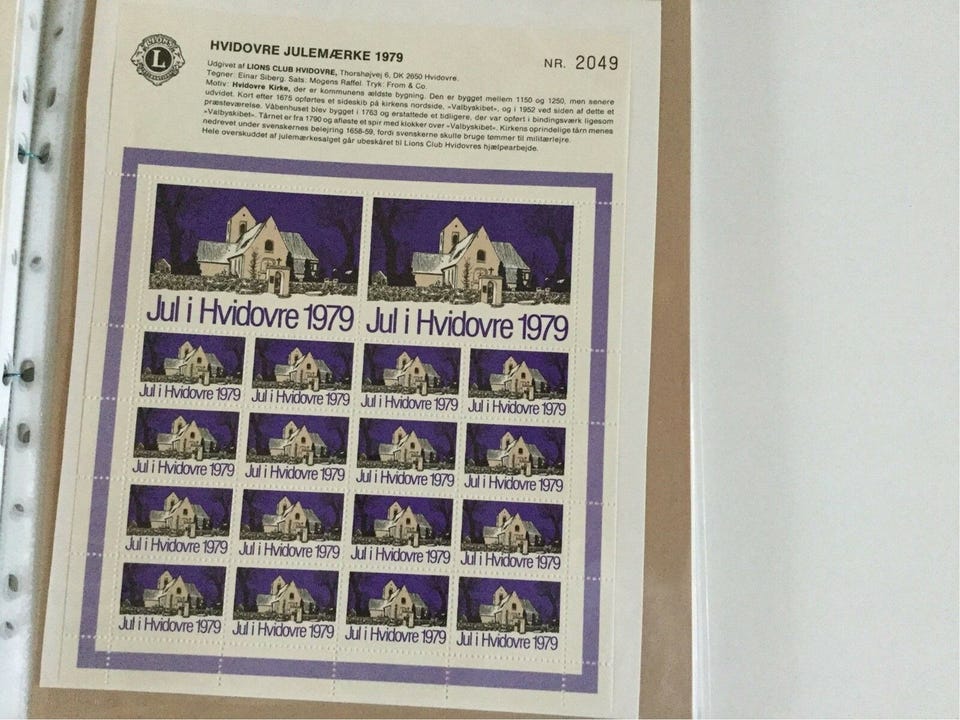 HVIDOVRE JULEMÆRKE 1979
NR. 2049
Udgivet af LIONS CLUB HVIDOVRE, Thorshøjvej 6, DK 2650 Hvidovre.
Tegner: Einar Siberg. Sats: Mogens Raffel. Tryk: From & Co.
Motiv: Hvidovre Kirke, der er kommunens ældste bygning. Den er bygget mellem 1150 og 1250, men senere
udvidet. Kort efter 1675 opførtes et sideskib på kirkens nordside, »Valbyskibet«, og i 1952 ved siden af dette et
præsteværelse. Våbenhuset blev bygget i 1763 og erstattede et tidligere, der var opført i bindingsværk ligesom
»Valbyskibet«. Tårnet er fra 1790 og afløste et spir med klokker over »Valbyskibet«. Kirkens oprindelige tårn menes
nedrevet under svenskernes belejring 1658-59, fordi svenskerne skulle bruge tømmer til militærlejre.
Hele overskuddet af julemærkesalget går ubeskåret til Lions Club Hvidovres hjælpearbejde.
L
Jul i Hvidovre 1979 Jul i Hvidovre 1979
Jul i Hvidovre 1979 Jul i Hvidovre 1979 Jul i Hvidovre 1979 Jul i Hvidovre 1979
Jul i Hvidovre 1979 Jul i Hvidovre 1979 Jul i Hvidovre 1979 Jul i Hvidovre 1979
Jul i Hvidovre 1979 Jul i Hvidovre 1979 Jul i Hvidovre 1979 Jul i Hvidovre 1979
Jul i Hvidovre 1979 Jul i Hvidovre 1979 Jul i Hvidovre 1979 Jul i Hvidovre 1979